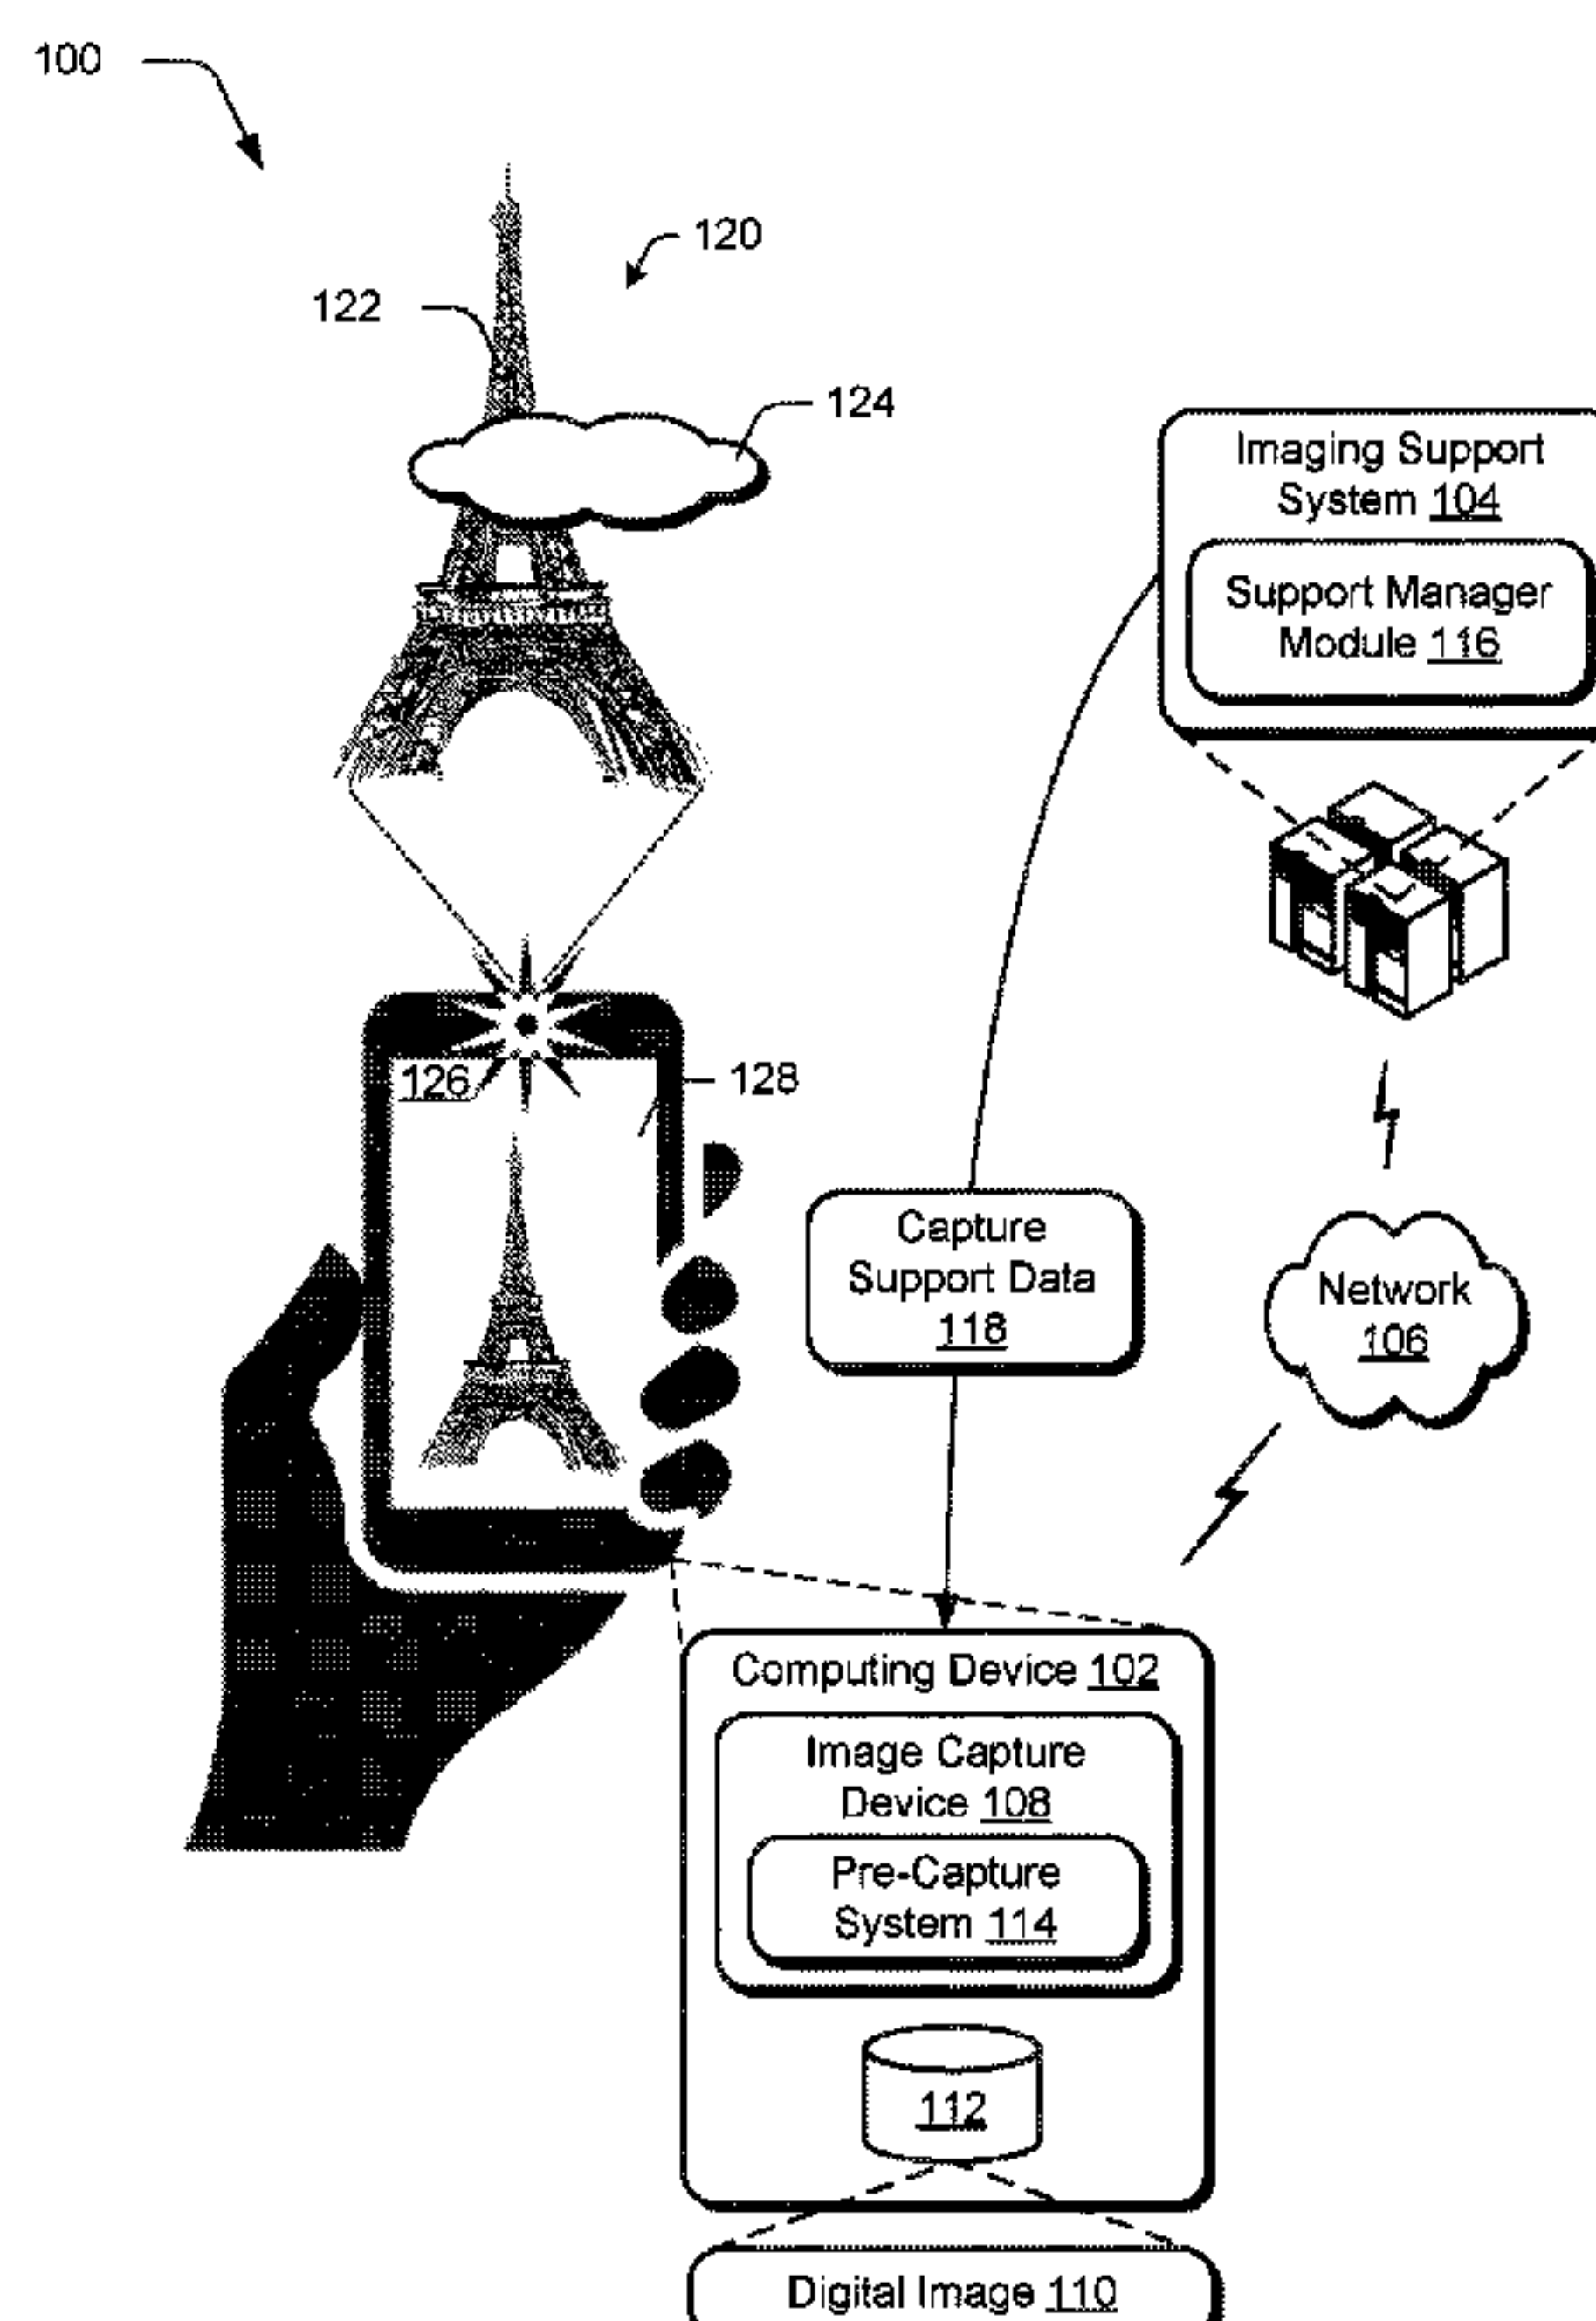 100
120
122
124
Imaging Support
System 104
Support Manager
Module 116
126
128
Capture
Support Data
118
Network
106
Computing Device 102
Image Capture
Device 108
Pre-Capture
System 114
112
Digital Image 110